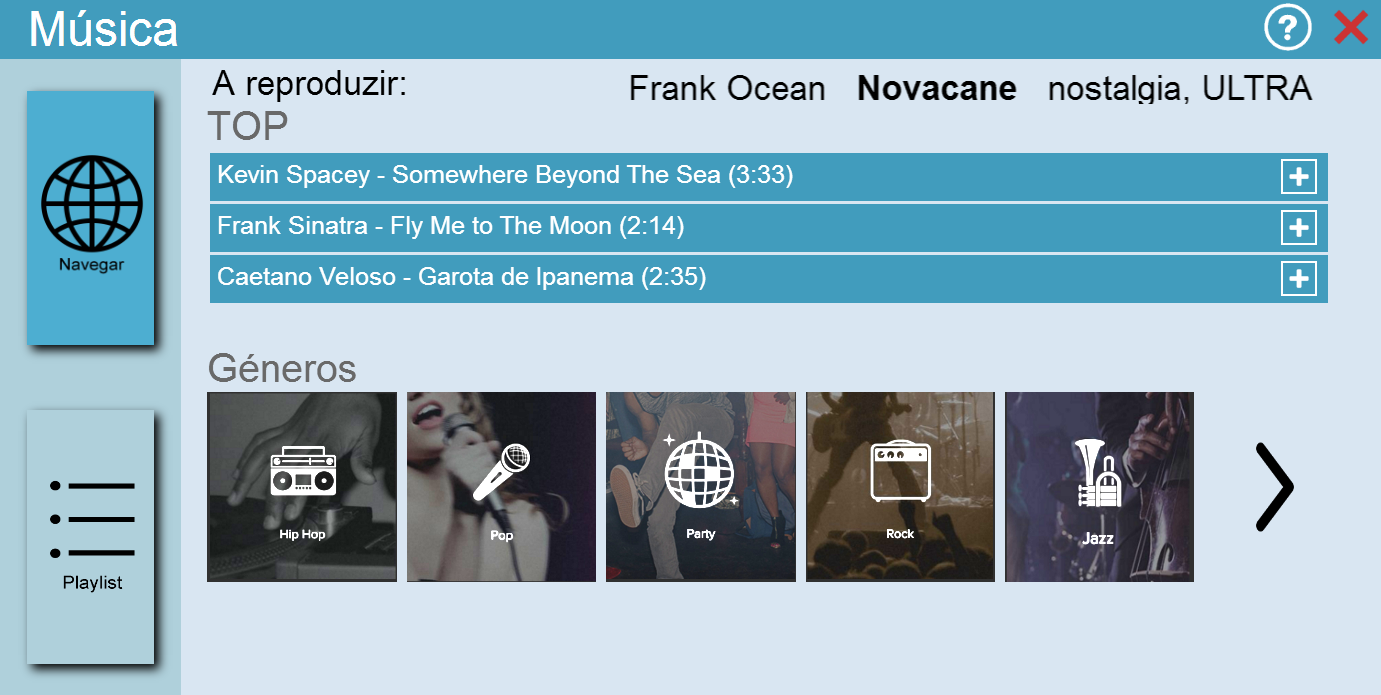 Música
?
A reproduzir:
Frank Ocean Novacane nostalgia, ULTRA
TOP
Kevin Spacey - Somewhere Beyond The Sea (3:33)
Frank Sinatra - Fly Me to The Moon (2:14)
Caetano Veloso - Garota de Ipanema (2:35)
Navegar
Playlist
Géneros
Hip Hop
Pop
Party
Rock
Jazz